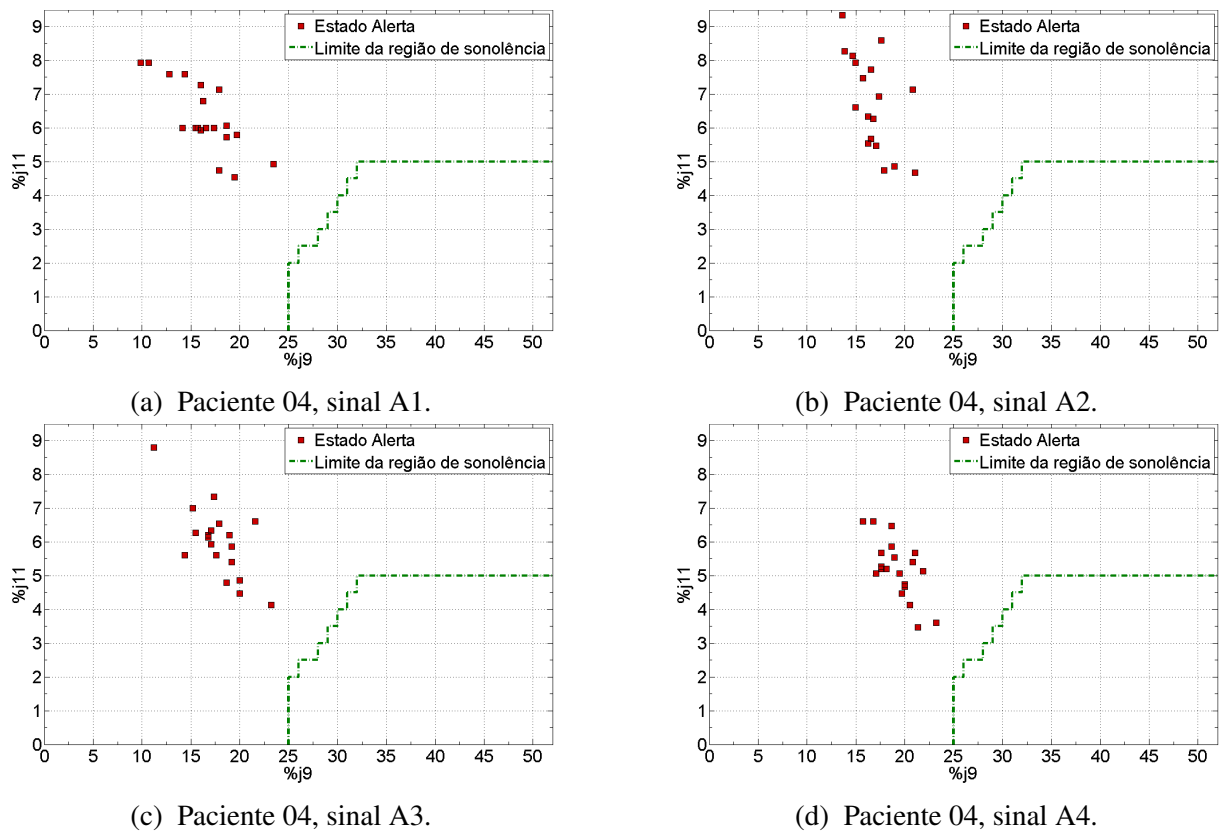 Estado Alerta
Limite da região de sonolência
9
8
7
6
5
4
3
2
1
0
%j11
0 5 10 15 20 25 30 35 40 45 50
%j9
(a) Paciente 04, sinal A1.
Estado Alerta
Limite da região de sonolência
9
8
7
6
5
4
3
2
1
0
%j11
0 5 10 15 20 25 30 35 40 45 50
%j9
(b) Paciente 04, sinal A2.
Estado Alerta
Limite da região de sonolência
9
8
7
6
5
4
3
2
1
0
%j11
0 5 10 15 20 25 30 35 40 45 50
%j9
(c) Paciente 04, sinal A3.
Estado Alerta
Limite da região de sonolência
9
8
7
6
5
4
3
2
1
0
%j11
0 5 10 15 20 25 30 35 40 45 50
%j9
(d) Paciente 04, sinal A4.